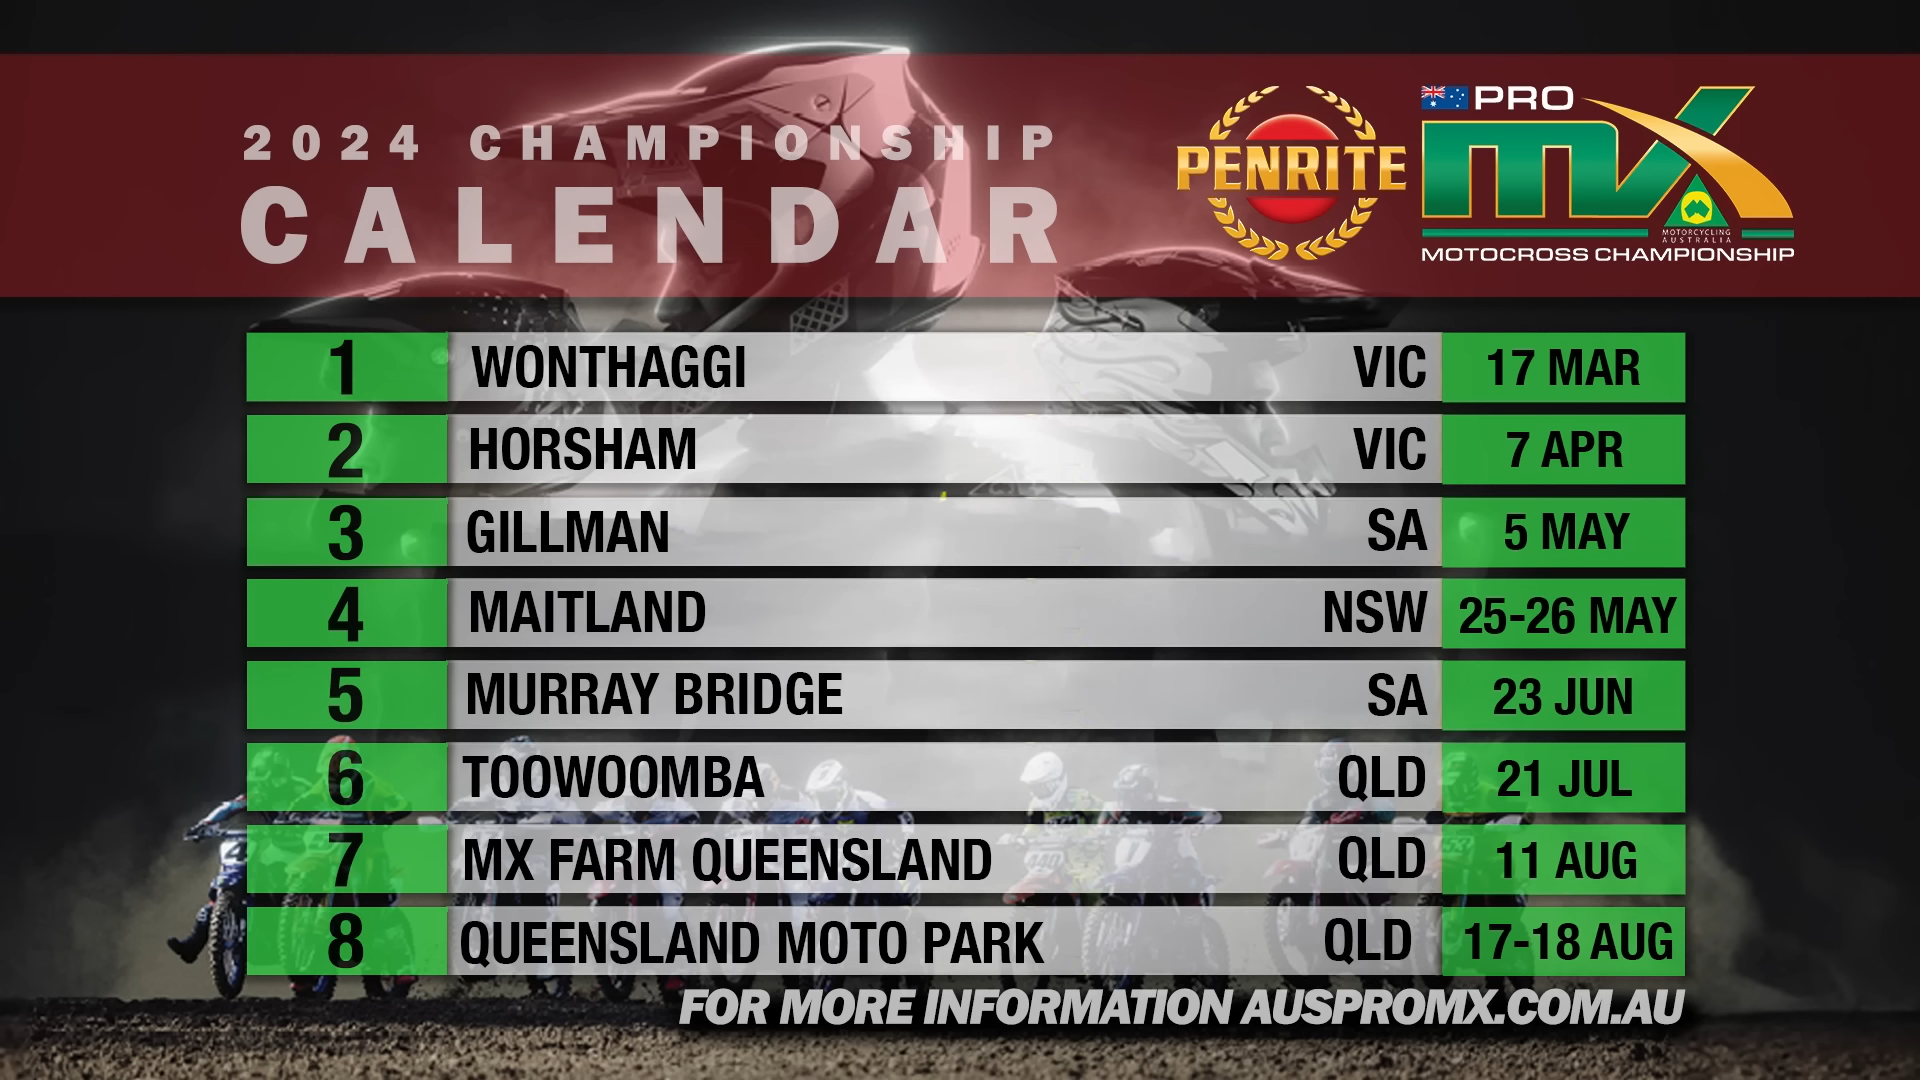 2024 CHAMPIONSHIP
CALENDAR
PENRITE
PRO
MX
MOTORCYCLING
AUSTRALIA
MOTOCROSS CHAMPIONSHIP
1 WONTHAGGI VIC 17 MAR
2 HORSHAM VIC 7 APR
3 GILLMAN SA 5 MAY
4 MAITLAND NSW 25-26 MAY
5 MURRAY BRIDGE SA 23 JUN
6 TOOWOOMBA QLD 21 JUL
7 MX FARM QUEENSLAND QLD 11 AUG
8 QUEENSLAND MOTO PARK QLD 17-18 AUG
FOR MORE INFORMATION AUSPROMX.COM.AU